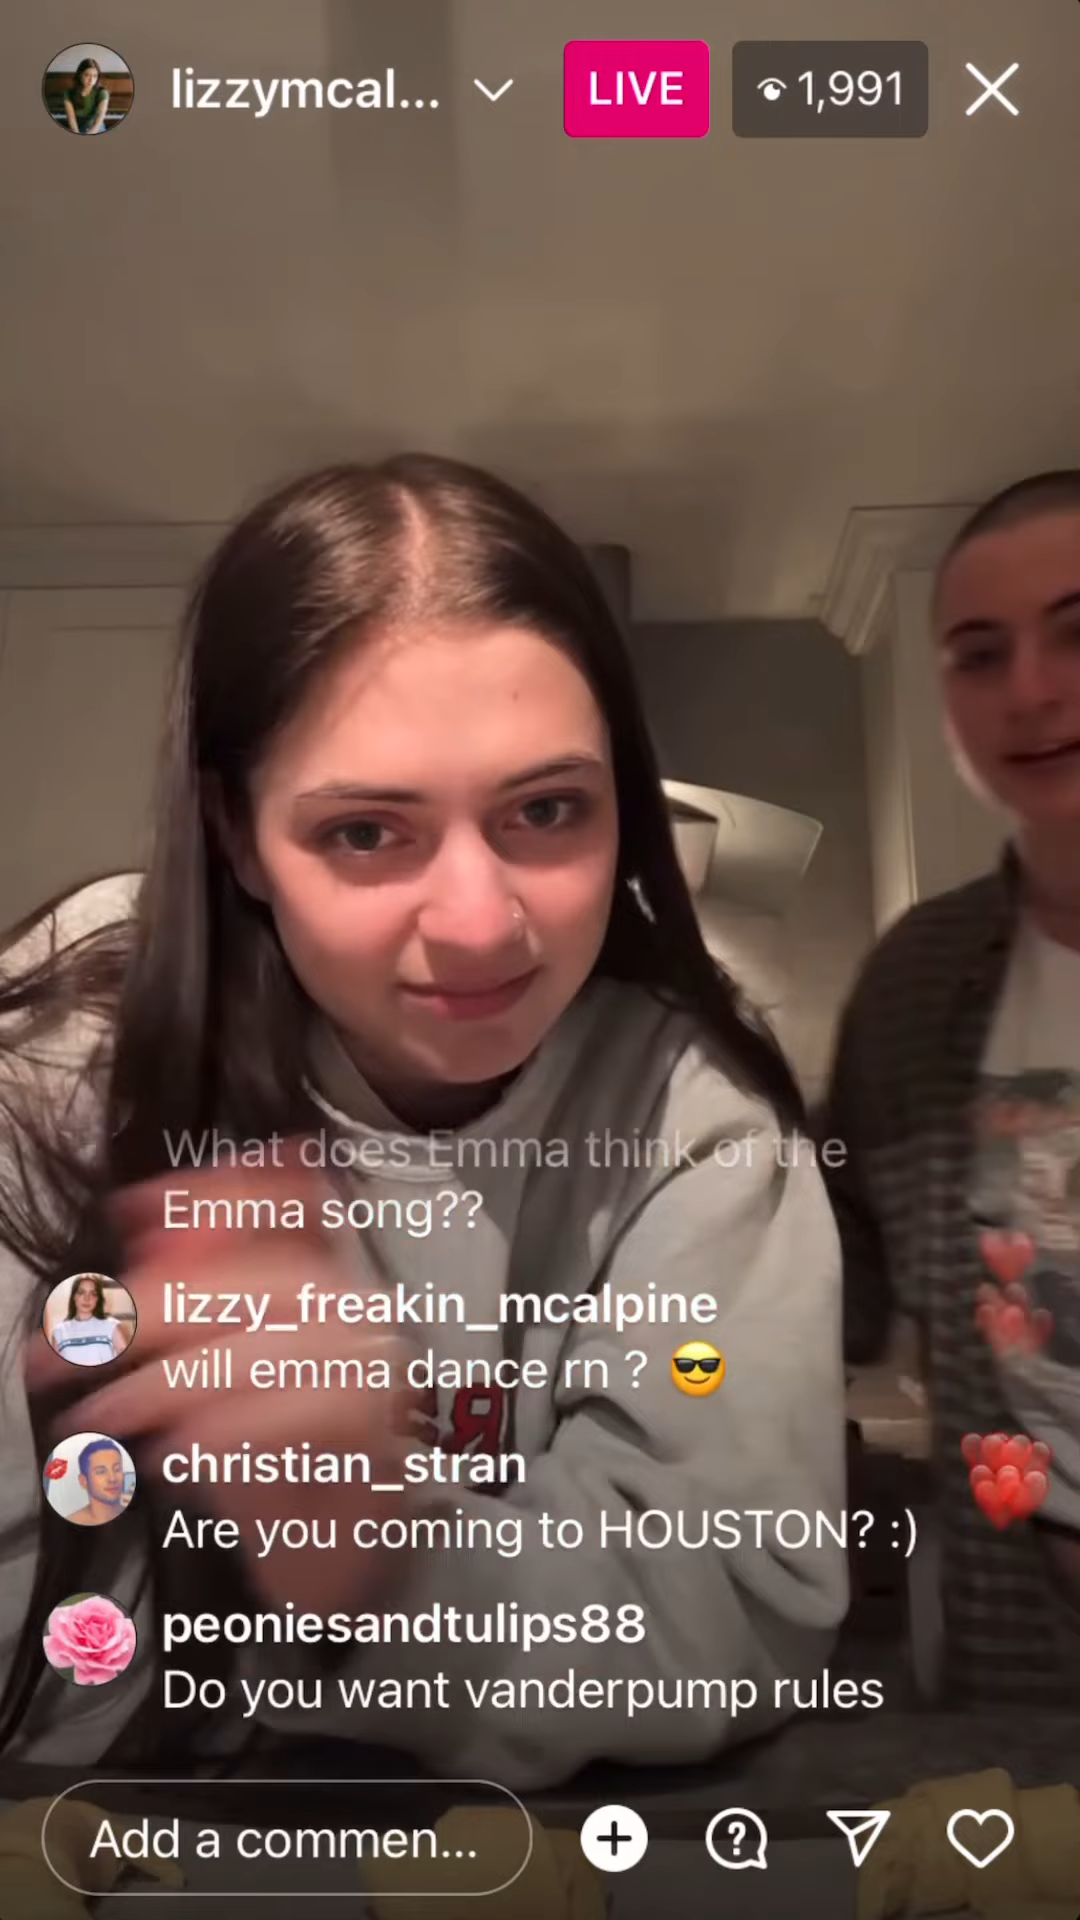 lizzymcal...
LIVE
1,991
What does Emma think of the
Emma song??
lizzy_freakin_mcalpine
will emma dance rn ? 😎
christian_stran
Are you coming to HOUSTON? :)
peoniesandtulips88
Do you want vanderpump rules
Add a commen...